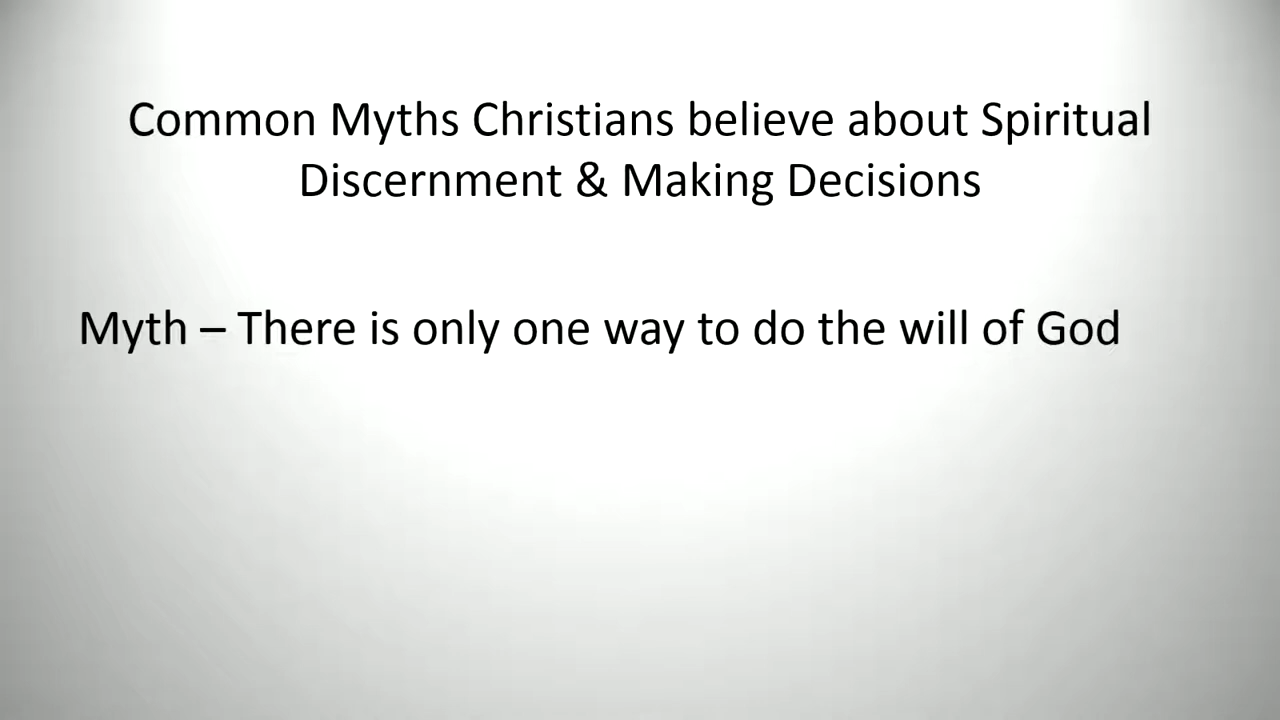 Common Myths Christians believe about Spiritual
Discernment & Making Decisions
Myth – There is only one way to do the will of God